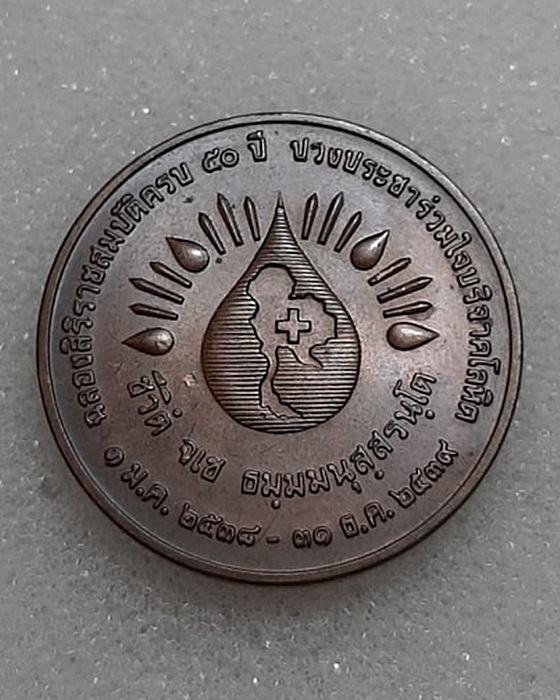 ฉลองสิริราชสมบัติครบ ๕๐ ปี ปวงประชาร่วมใจบริจาคโลหิต
ชีวิตํ จเช ธมฺมมนุสฺสรนฺโต
๑ ม.ค. ๒๕๓๘ - ๓๑ ธ.ค. ๒๕๓๙